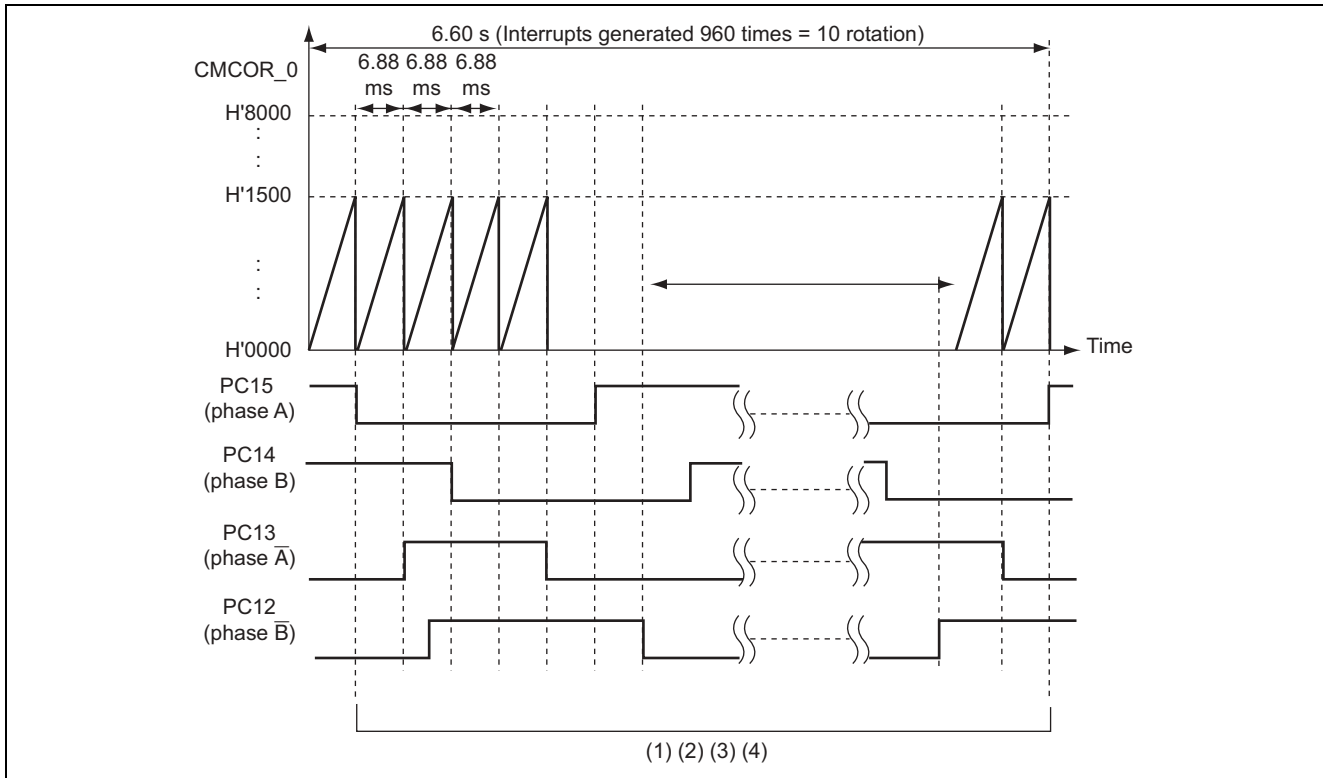 6.60 s (Interrupts generated 960 times = 10 rotation)
CMCOR_0
6.88 6.88 6.88
ms ms ms
H'8000
:
:
H'1500
:
:
H'0000
Time
PC15
(phase A)
PC14
(phase B)
PC13
(phase A̅)
PC12
(phase B̅)
(1) (2) (3) (4)